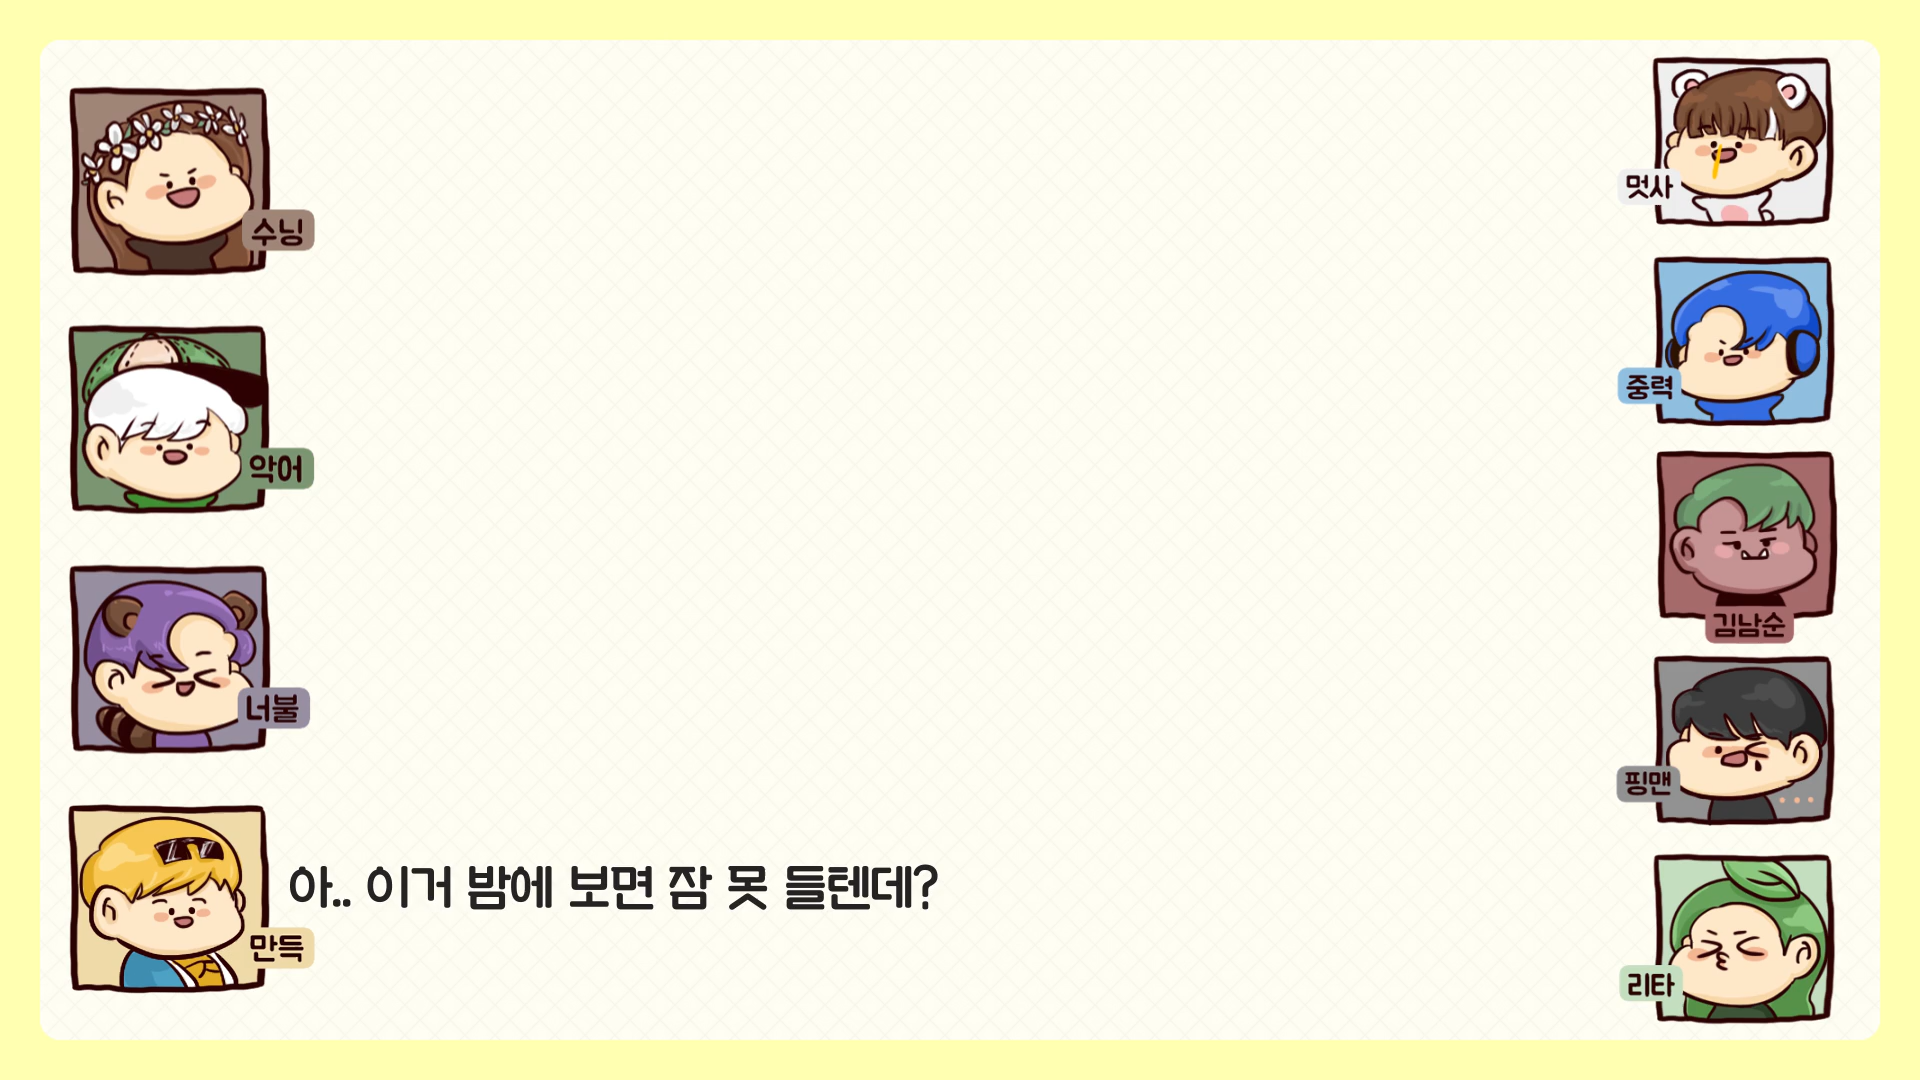 수닝
악어
너불
아.. 이거 밤에 보면 잠 못 들텐데?
만득
멋사
중력
김남순
핑맨
리타